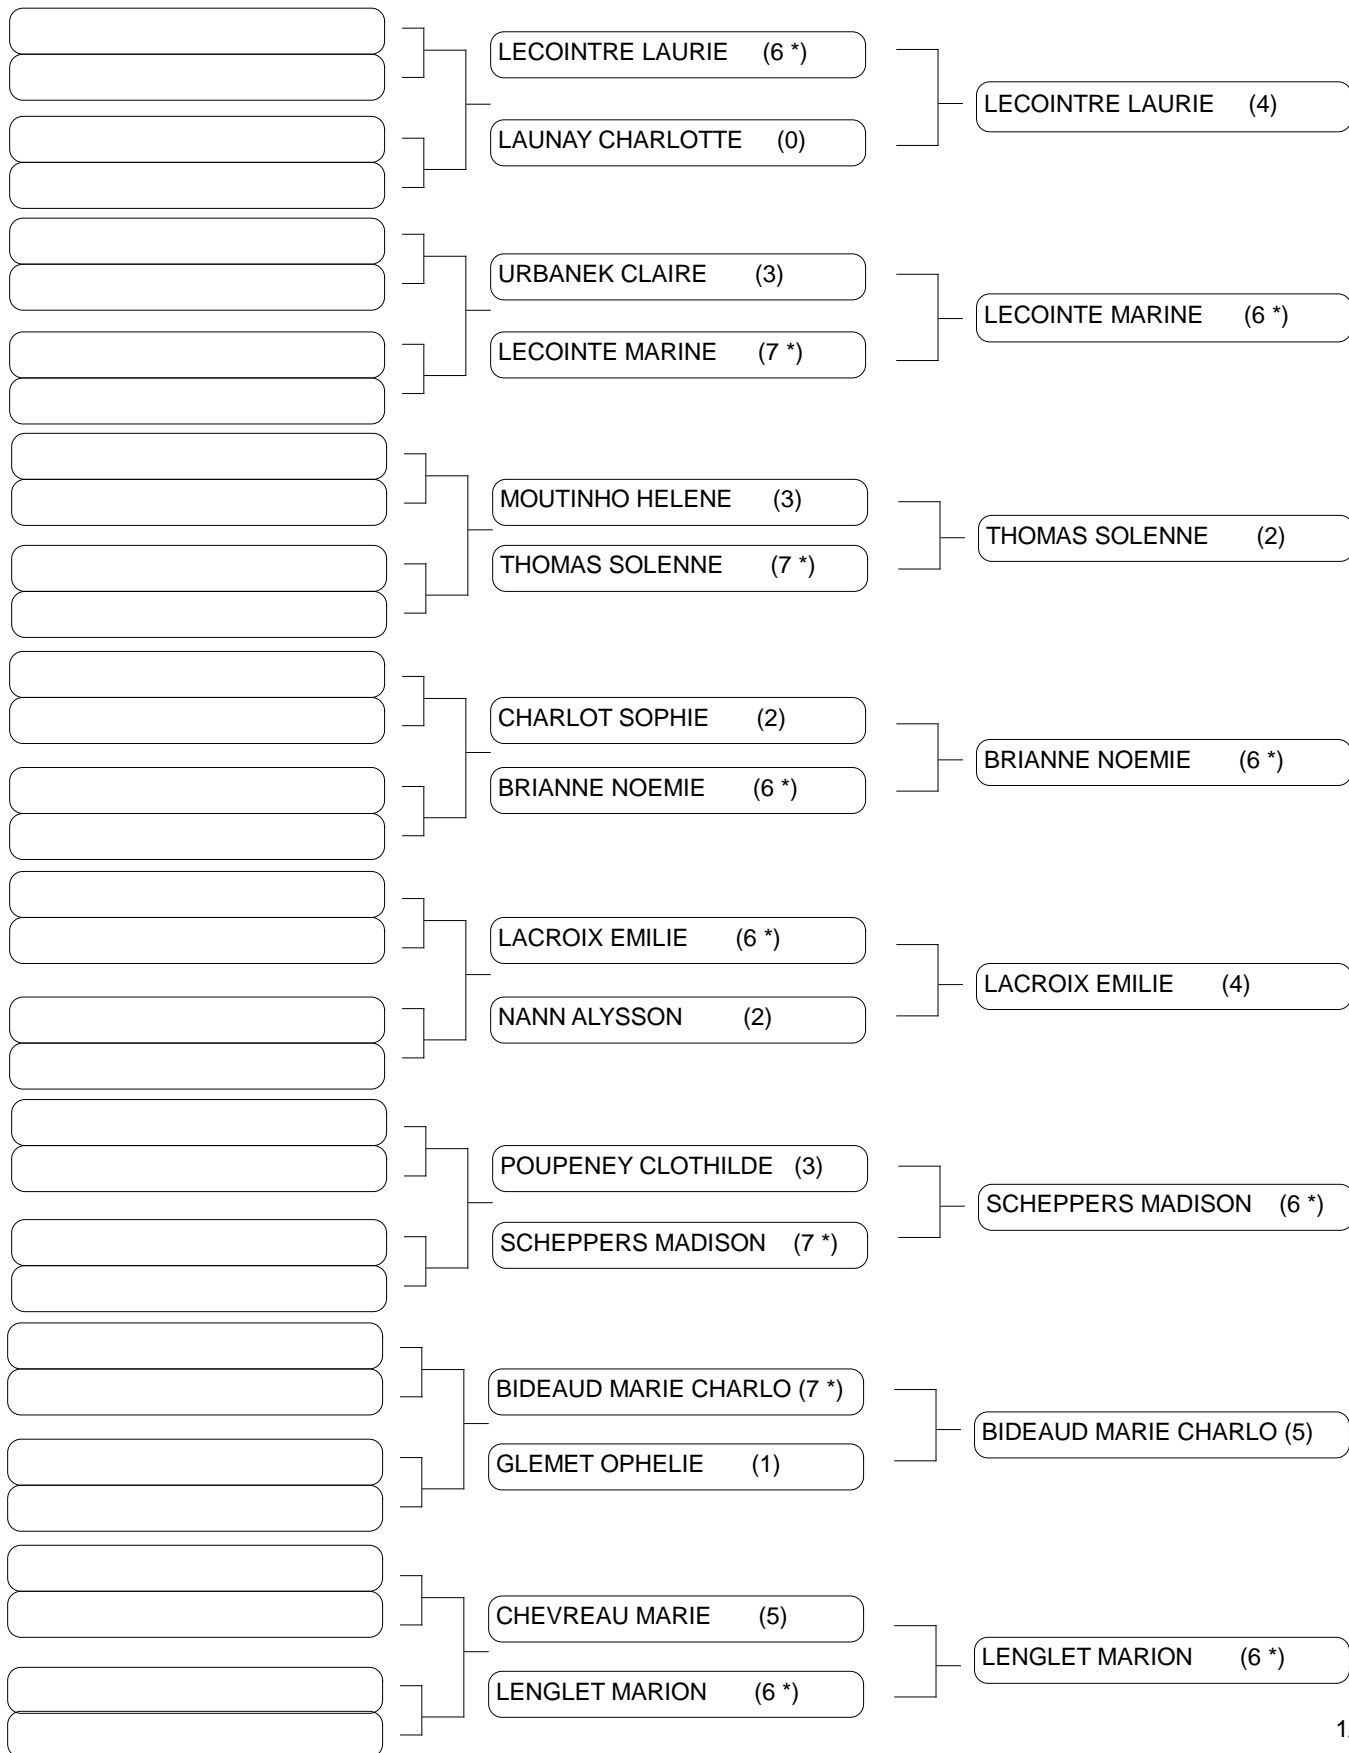 LECOINTRE LAURIE (6 *)
LECOINTRE LAURIE (4)
LAUNAY CHARLOTTE (0)
URBANEK CLAIRE (3)
LECOINTE MARINE (6 *)
LECOINTE MARINE (7 *)
MOUTINHO HELENE (3)
THOMAS SOLENNE (2)
THOMAS SOLENNE (7 *)
CHARLOT SOPHIE (2)
BRIANNE NOEMIE (6 *)
BRIANNE NOEMIE (6 *)
LACROIX EMILIE (6 *)
LACROIX EMILIE (4)
NANN ALYSSON (2)
POUPENEY CLOTHILDE (3)
SCHEPPERS MADISON (6 *)
SCHEPPERS MADISON (7 *)
BIDEAUD MARIE CHARLO (7 *)
BIDEAUD MARIE CHARLO (5)
GLEMET OPHELIE (1)
CHEVREAU MARIE (5)
LENGLET MARION (6 *)
LENGLET MARION (6 *)